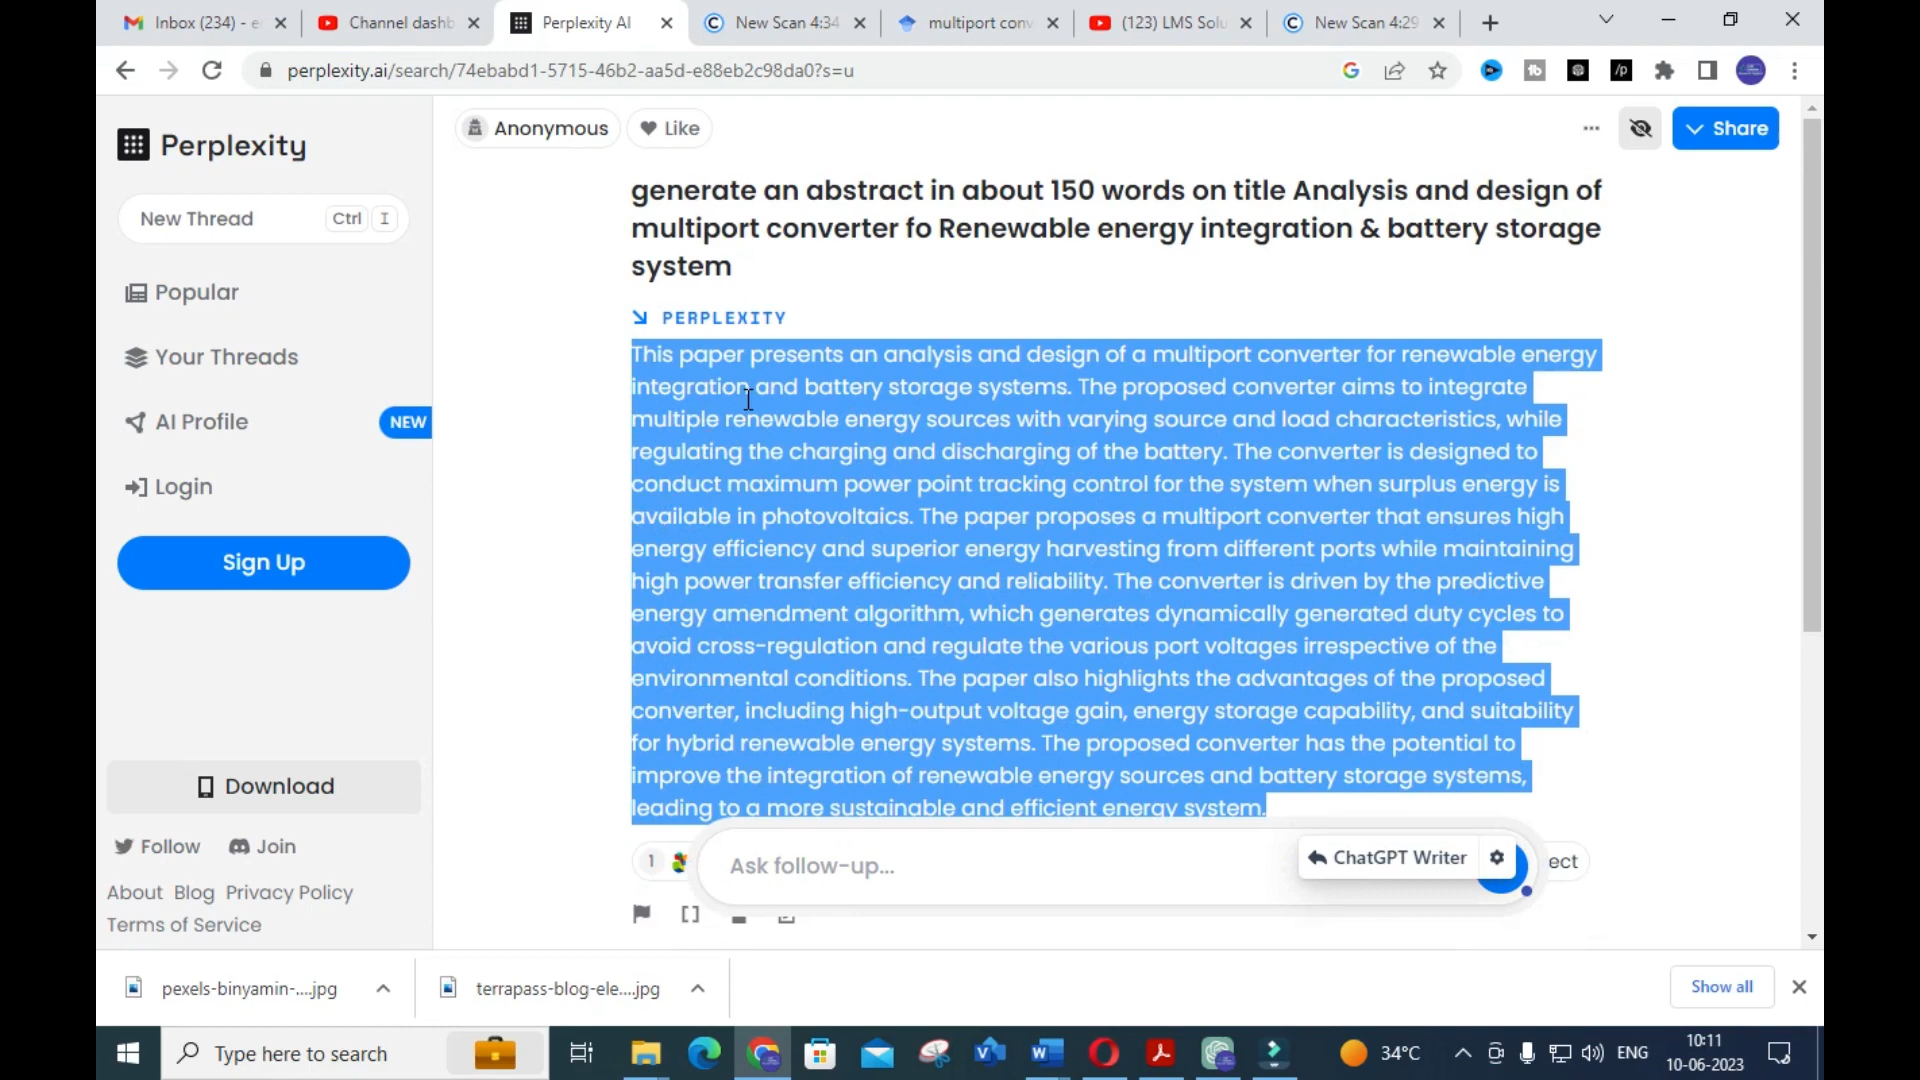 Inbox (234) - e
Channel dashb
Perplexity AI
New Scan 4:34
multiport conv
(123) LMS Solu
New Scan 4:29
perplexity.ai/search/74ebabd1-5715-46b2-aa5d-e88eb2c98da0?s=u
Perplexity
New Thread Ctrl I
Popular
Your Threads
AI Profile NEW
Login
Sign Up
Download
Follow Join
About Blog Privacy Policy
Terms of Service
Anonymous Like
Share
generate an abstract in about 150 words on title Analysis and design of
multiport converter fo Renewable energy integration & battery storage
system
PERPLEXITY
This paper presents an analysis and design of a multiport converter for renewable energy
integration and battery storage systems. The proposed converter aims to integrate
multiple renewable energy sources with varying source and load characteristics, while
regulating the charging and discharging of the battery. The converter is designed to
conduct maximum power point tracking control for the system when surplus energy is
available in photovoltaics. The paper proposes a multiport converter that ensures high
energy efficiency and superior energy harvesting from different ports while maintaining
high power transfer efficiency and reliability. The converter is driven by the predictive
energy amendment algorithm, which generates dynamically generated duty cycles to
avoid cross-regulation and regulate the various port voltages irrespective of the
environmental conditions. The paper also highlights the advantages of the proposed
converter, including high-output voltage gain, energy storage capability, and suitability
for hybrid renewable energy systems. The proposed converter has the potential to
improve the integration of renewable energy sources and battery storage systems,
leading to a more sustainable and efficient energy system.
1
Ask follow-up...
ChatGPT Writer
ect
pexels-binyamin-....jpg
terrapass-blog-ele....jpg
Show all
Type here to search
34°C
ENG
10:11
10-06-2023